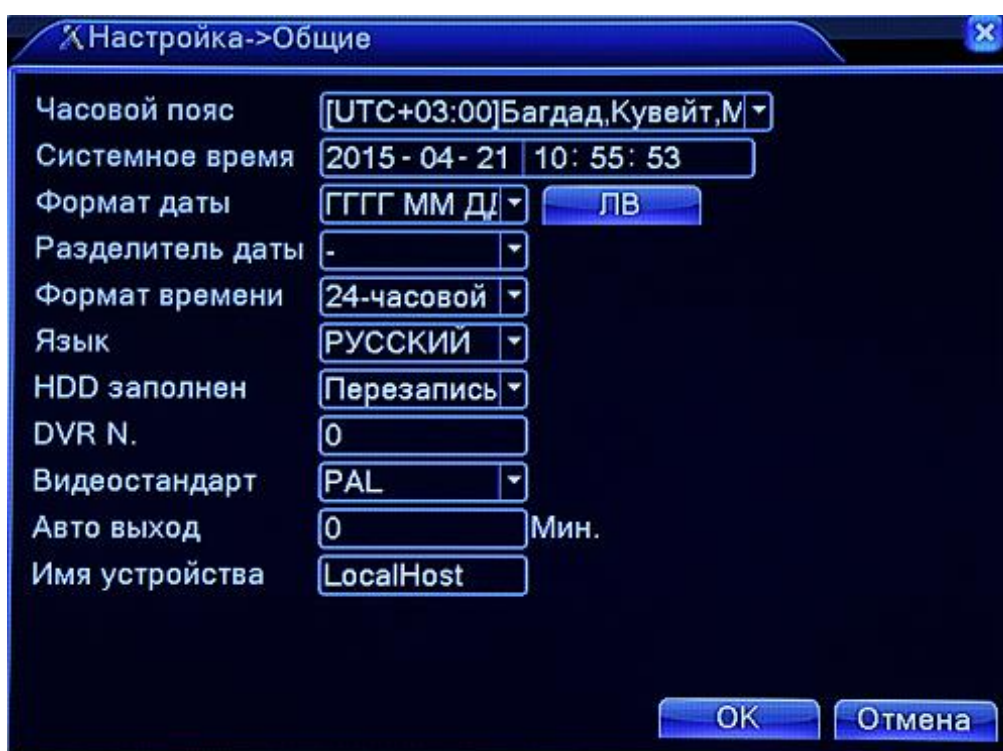 Настройка->Общие
Часовой пояс [UTC+03:00]Багдад,Кувейт,М
Системное время 2015-04-21 10:55:53
Формат даты ГГГГ ММ ДД ЛВ
Разделитель даты -
Формат времени 24-часовой
Язык РУССКИЙ
HDD заполнен Перезапись
DVR N. 0
Видеостандарт PAL
Авто выход 0 Мин.
Имя устройства LocalHost
OK Отмена